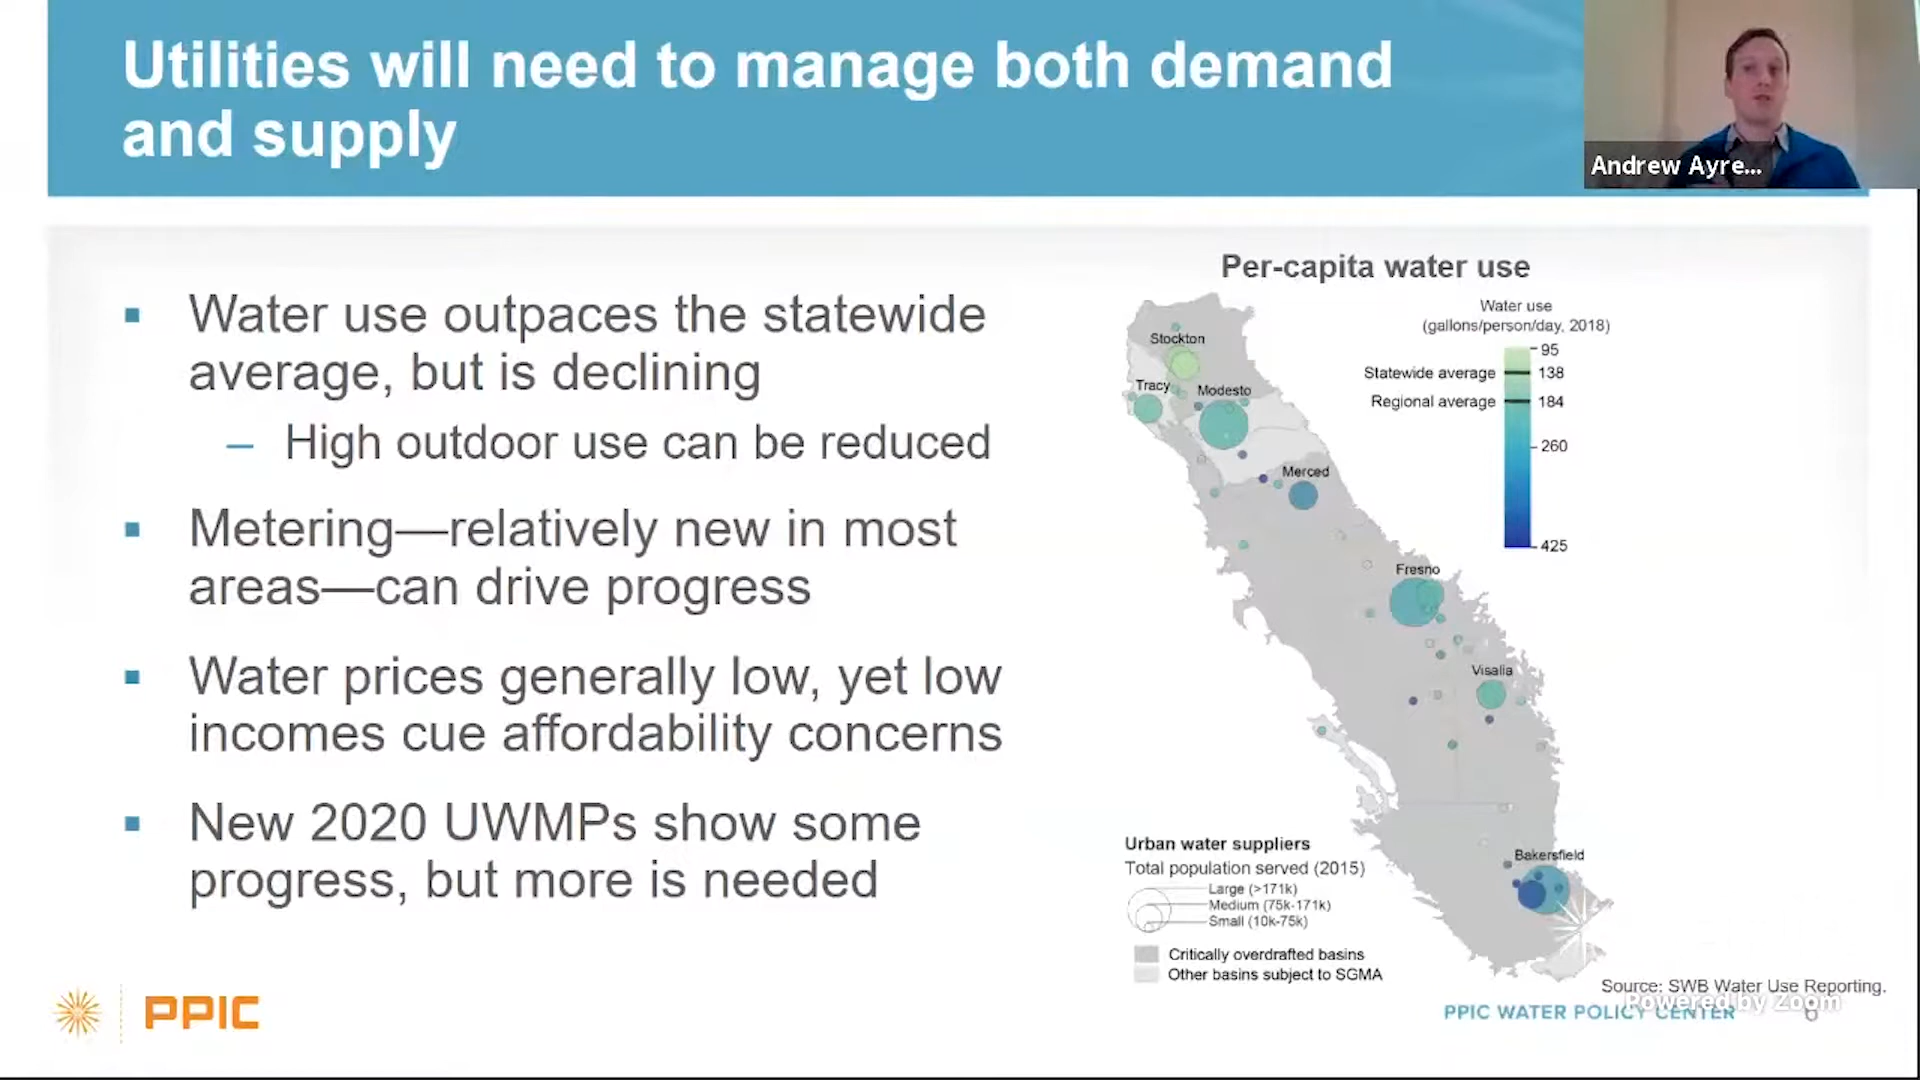 Utilities will need to manage both demand
and supply
Andrew Ayre...
Water use outpaces the statewide
average, but is declining
– High outdoor use can be reduced
Metering—relatively new in most
areas—can drive progress
Water prices generally low, yet low
incomes cue affordability concerns
New 2020 UWMPs show some
progress, but more is needed
Per-capita water use
Water use
(gallons/person/day, 2018)
95
Statewide average 138
Regional average 184
260
425
Stockton
Tracy
Modesto
Merced
Fresno
Visalia
Bakersfield
Urban water suppliers
Total population served (2015)
Large (>171k)
Medium (75k-171k)
Small (10k-75k)
Critically overdrafted basins
Other basins subject to SGMA
Source: SWB Water Use Reporting.
PPIC
PPIC WATER POLICY CENTER 6
Powered by Zoom